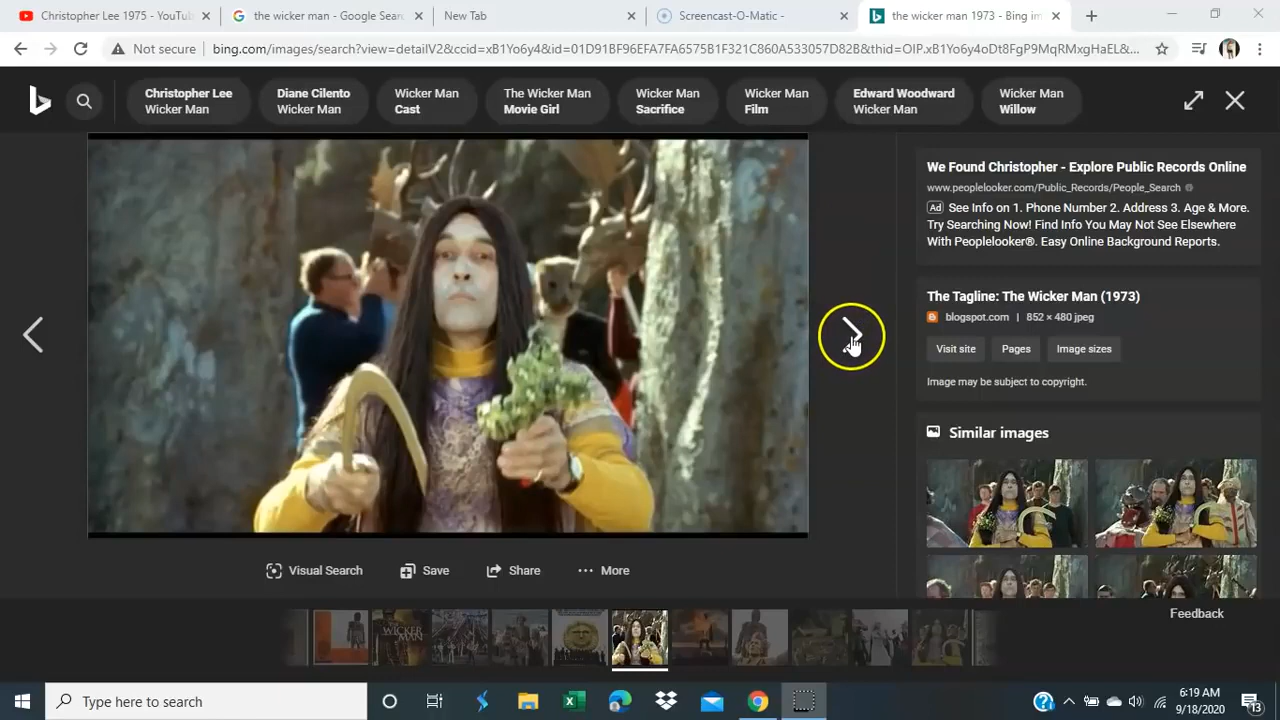 Christopher Lee 1975 - YouTu
the wicker man - Google Sear
New Tab
Screencast-O-Matic -
the wicker man 1973 - Bing im
Not secure
bing.com/images/search?view=detailV2&ccid=xB1Yo6y4&id=01D91BF96EFA7FA6575B1F321C860A533057D82B&thid=OIP.xB1Yo6y4oDt8FgP9MqRMxgHaEL&...
Christopher Lee
Wicker Man
Diane Cilento
Wicker Man
Wicker Man
Cast
The Wicker Man
Movie Girl
Wicker Man
Sacrifice
Wicker Man
Film
Edward Woodward
Wicker Man
Wicker Man
Willow
We Found Christopher - Explore Public Records Online
www.peoplelooker.com/Public_Records/People_Search
Ad See Info on 1. Phone Number 2. Address 3. Age & More.
Try Searching Now! Find Info You May Not See Elsewhere
With Peoplelooker®. Easy Online Background Reports.
The Tagline: The Wicker Man (1973)
blogspot.com | 852 × 480 jpeg
Visit site
Pages
Image sizes
Image may be subject to copyright.
Similar images
Visual Search
Save
Share
More
WICKER
MAN
Feedback
Type here to search
6:19 AM
9/18/2020
13